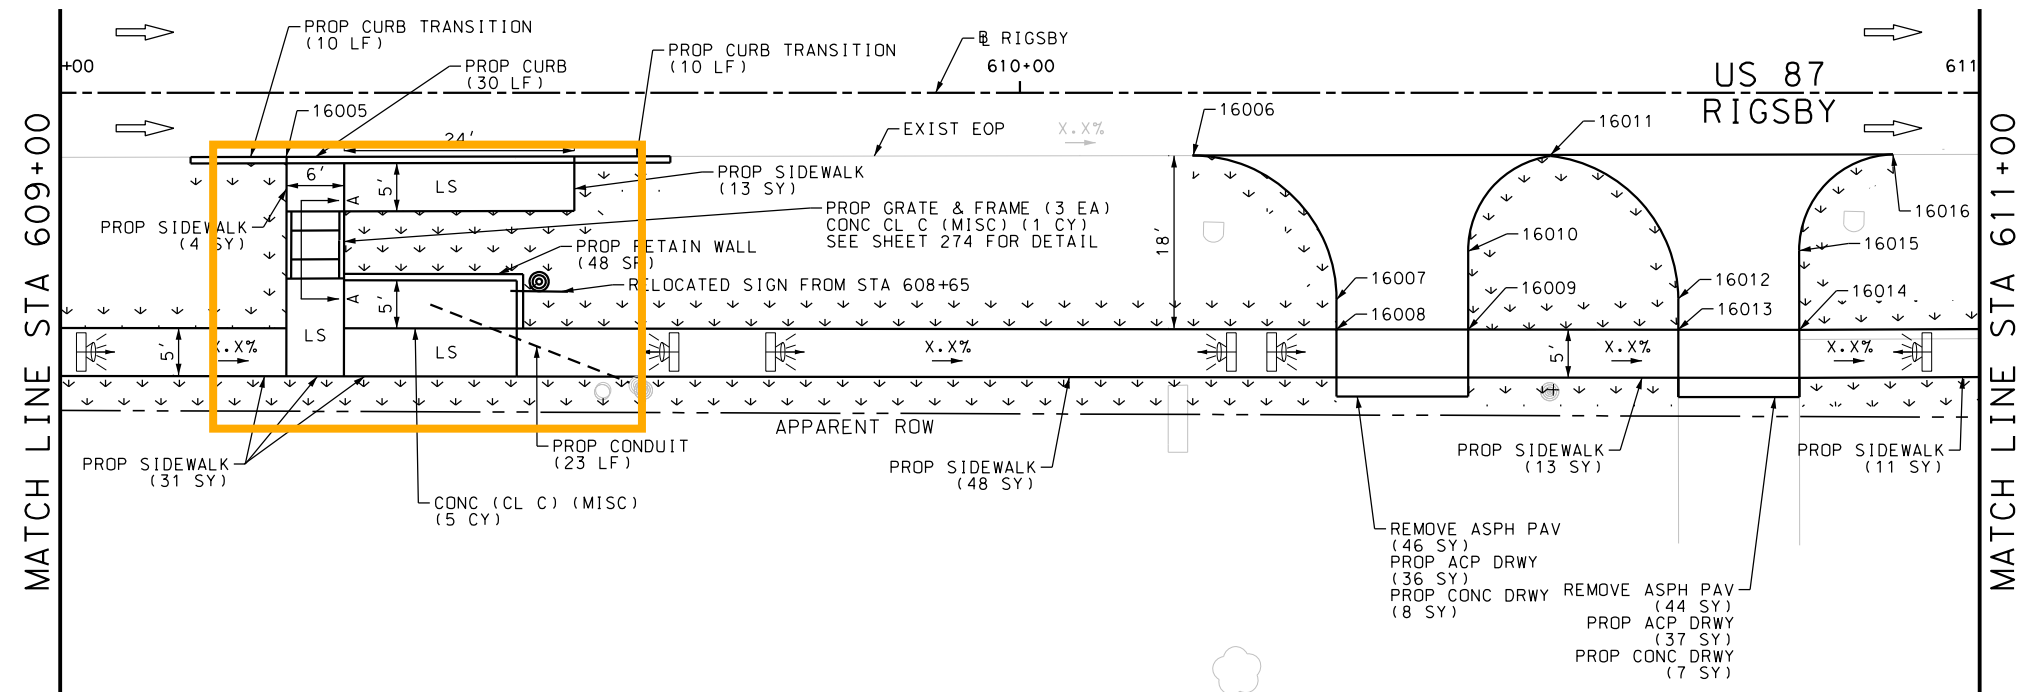 PROP CURB TRANSITION
(10 LF)
PROP CURB
(30 LF)
PROP CURB TRANSITION
(10 LF)
℄ RIGSBY
610+00
+00
611
US 87
RIGSBY
16005
24'
EXIST EOP
X.X%
16006
16011
6'
5'
LS
A
PROP SIDEWALK
(13 SY)
PROP SIDEWALK
(4 SY)
PROP GRATE & FRAME (3 EA)
CONC CL C (MISC) (1 CY)
SEE SHEET 274 FOR DETAIL
PROP RETAIN WALL
(48 SF)
RELOCATED SIGN FROM STA 608+65
A
5'
18'
16010
16016
16015
16007
16008
16009
16012
16013
16014
5'
X.X%
LS
LS
X.X%
5'
X.X%
X.X%
APPARENT ROW
PROP CONDUIT
(23 LF)
PROP SIDEWALK
(31 SY)
CONC (CL C) (MISC)
(5 CY)
PROP SIDEWALK
(48 SY)
PROP SIDEWALK
(13 SY)
PROP SIDEWALK
(11 SY)
REMOVE ASPH PAV
(46 SY)
PROP ACP DRWY
(36 SY)
PROP CONC DRWY
(8 SY)
REMOVE ASPH PAV
(44 SY)
PROP ACP DRWY
(37 SY)
PROP CONC DRWY
(7 SY)
MATCH LINE STA 609+00
MATCH LINE STA 611+00